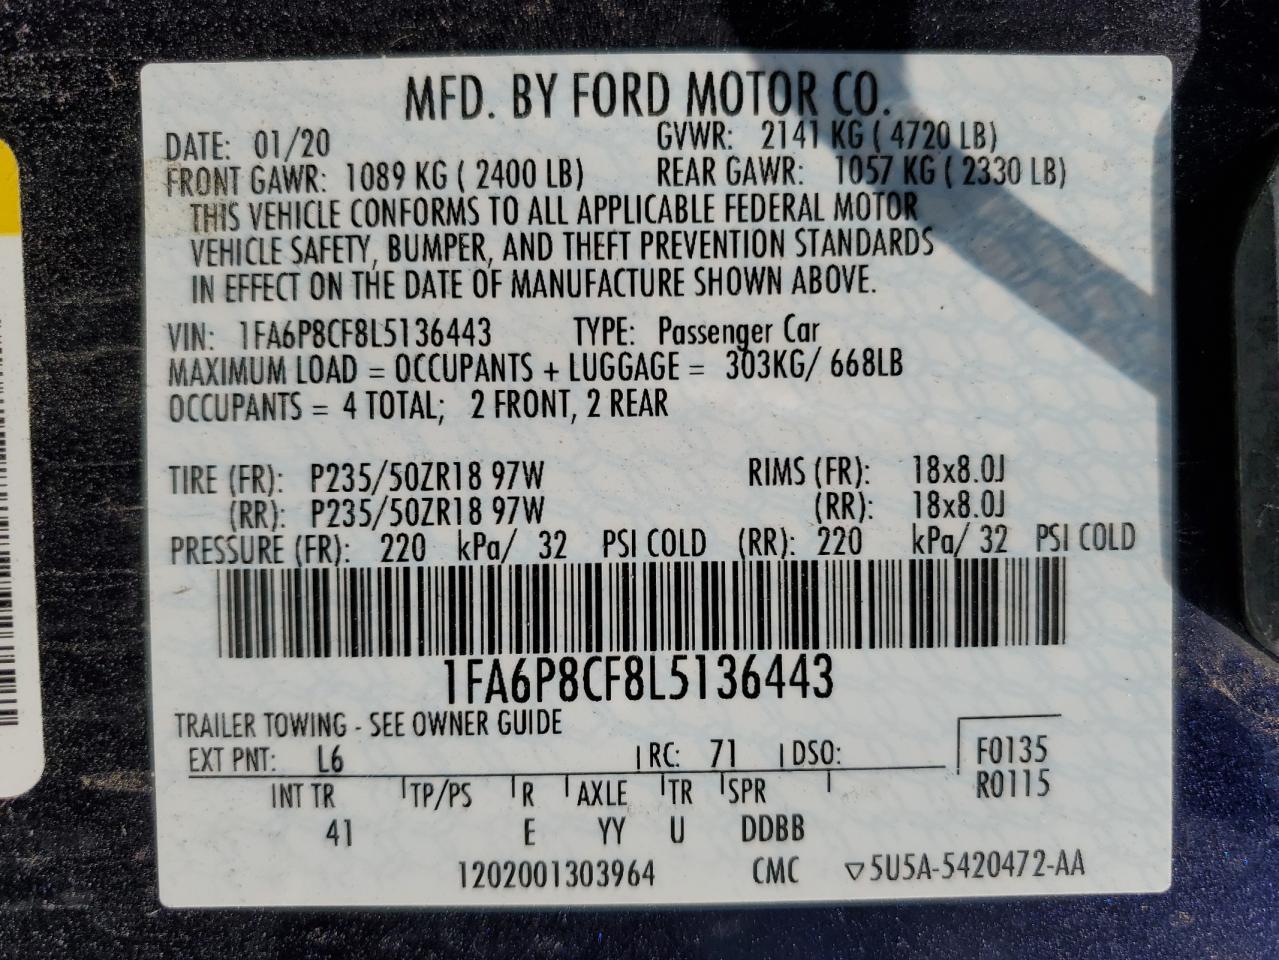 MFD. BY FORD MOTOR CO.
DATE: 01/20 GVWR: 2141 KG ( 4720 LB)
FRONT GAWR: 1089 KG ( 2400 LB) REAR GAWR: 1057 KG ( 2330 LB)
THIS VEHICLE CONFORMS TO ALL APPLICABLE FEDERAL MOTOR
VEHICLE SAFETY, BUMPER, AND THEFT PREVENTION STANDARDS
IN EFFECT ON THE DATE OF MANUFACTURE SHOWN ABOVE.
VIN: 1FA6P8CF8L5136443 TYPE: Passenger Car
MAXIMUM LOAD = OCCUPANTS + LUGGAGE = 303KG/ 668LB
OCCUPANTS = 4 TOTAL; 2 FRONT, 2 REAR
TIRE (FR): P235/50ZR18 97W RIMS (FR): 18x8.0J
(RR): P235/50ZR18 97W (RR): 18x8.0J
PRESSURE (FR): 220 kPa/ 32 PSI COLD (RR): 220 kPa/ 32 PSI COLD
1FA6P8CF8L5136443
TRAILER TOWING - SEE OWNER GUIDE
EXT PNT: L6 RC: 71 DSO: F0135
R0115
INT TR TP/PS R AXLE TR SPR
41 E YY U DDBB
1202001303964 CMC ▽5U5A-5420472-AA